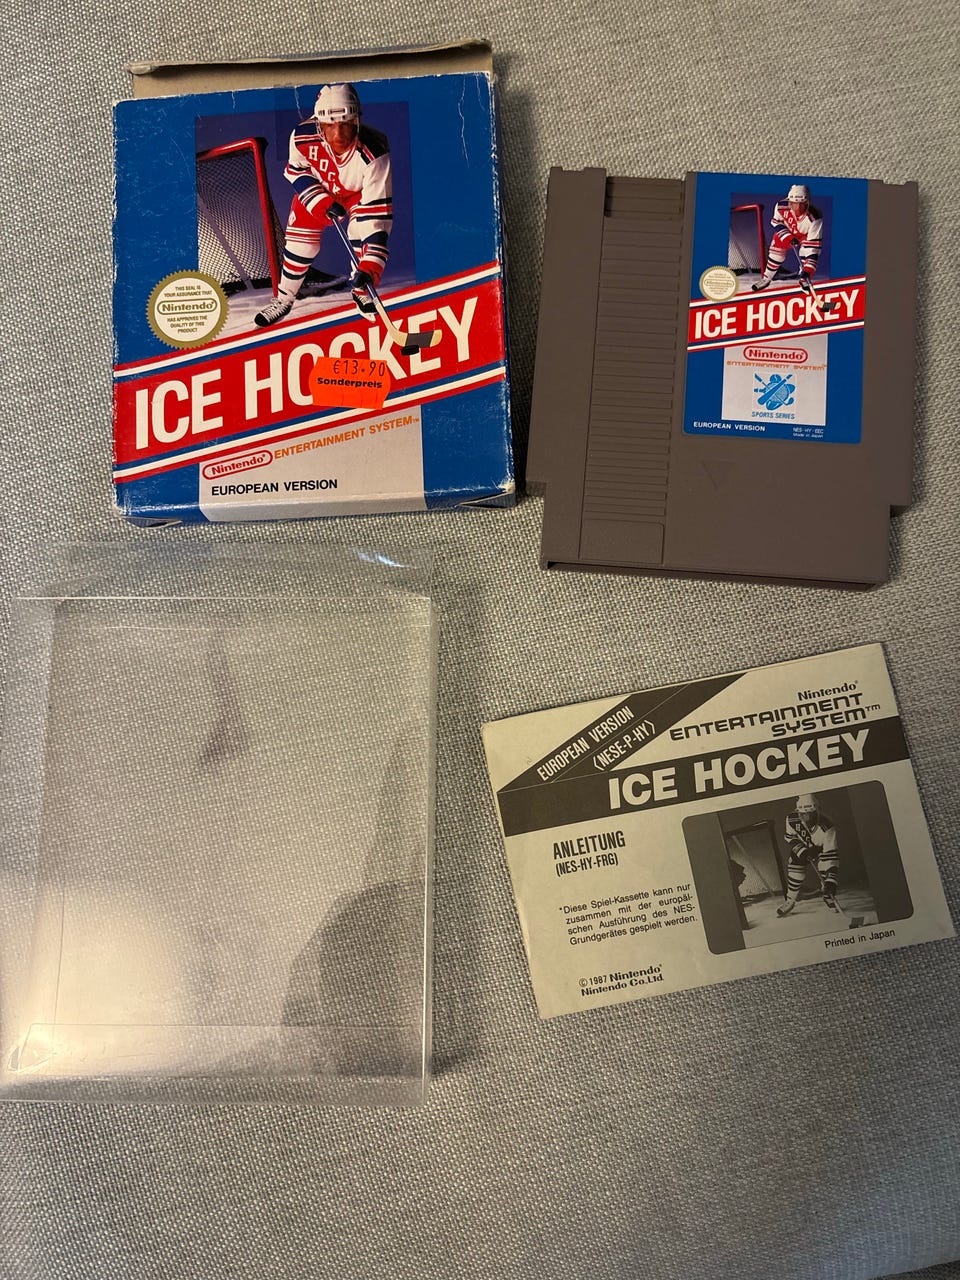 HOCK
THIS SEAL IS
YOUR ASSURANCE THAT
Nintendo®
HAS APPROVED THE
QUALITY OF THIS
PRODUCT
ICE HOCKEY
€13.90
Sonderpreis
Nintendo® ENTERTAINMENT SYSTEM™
EUROPEAN VERSION
Nintendo
ICE HOCKEY
Nintendo®
ENTERTAINMENT SYSTEM™
SPORTS SERIES
EUROPEAN VERSION
NES-HY-EEC
Made in Japan
EUROPEAN VERSION
(NESE-P-HY)
Nintendo®
ENTERTAINMENT
SYSTEM™
ICE HOCKEY
ANLEITUNG
(NES-HY-FRG)
*Diese Spiel-Kassette kann nur
zusammen mit der europäi-
schen Ausführung des NES-
Grundgerätes gespielt werden.
© 1987 Nintendo®
Nintendo Co., Ltd.
Printed in Japan